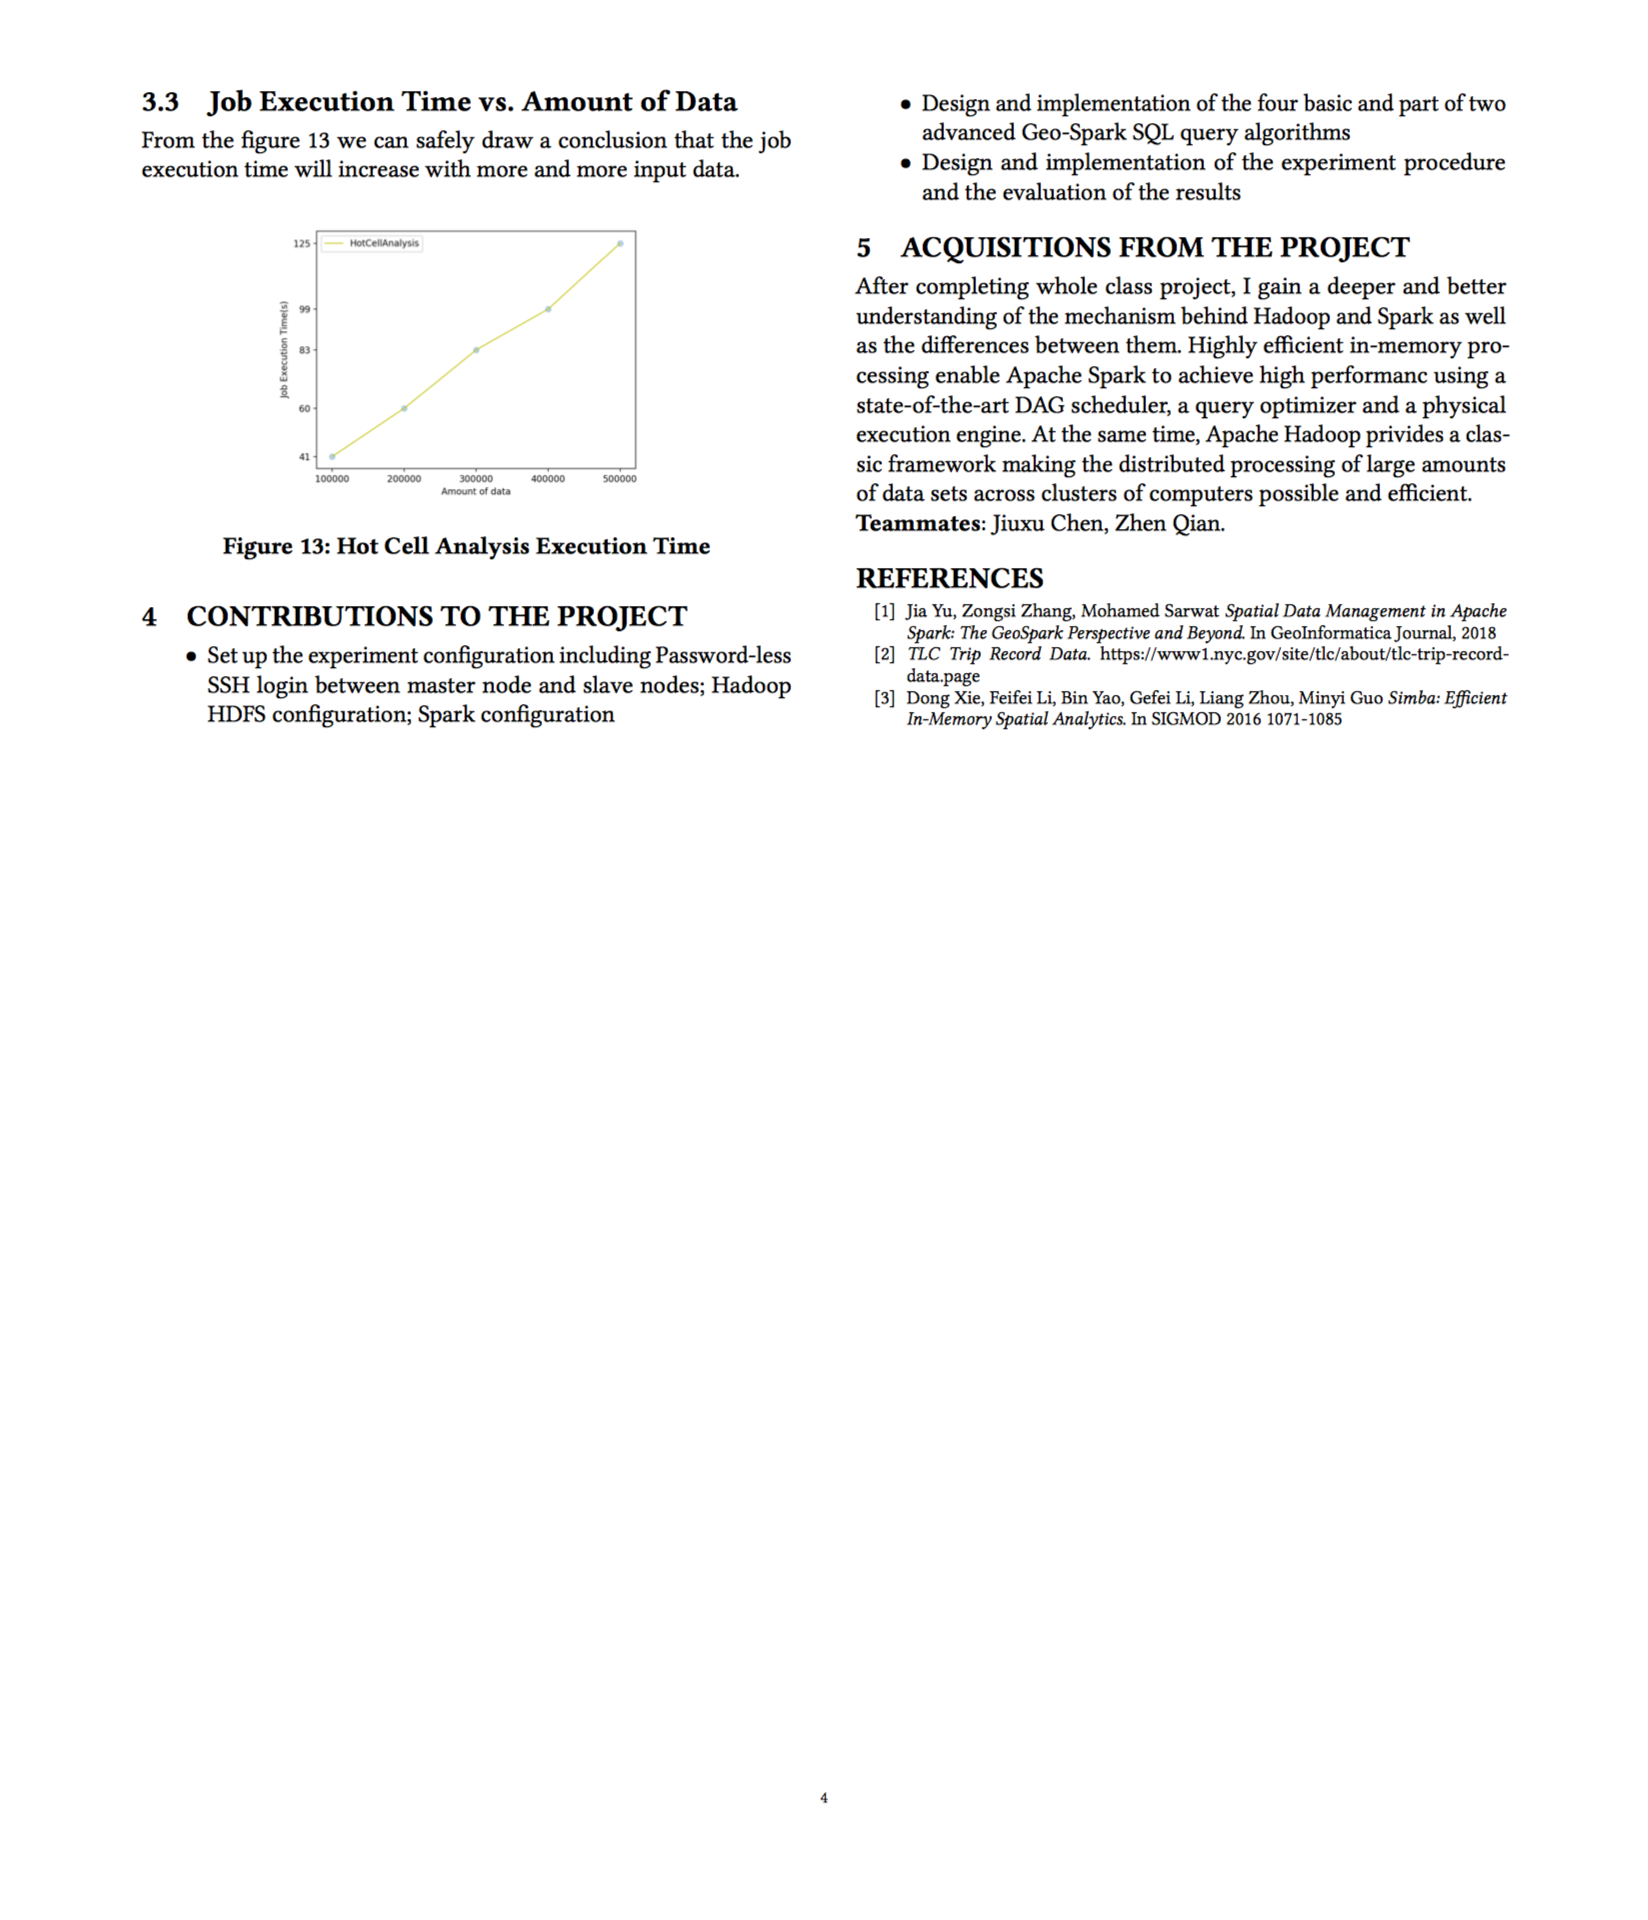 3.3 Job Execution Time vs. Amount of Data
From the figure 13 we can safely draw a conclusion that the job
execution time will increase with more and more input data.
HotCellAnalysis
125
99
83
60
41
Job Execution Time(s)
100000 200000 300000 400000 500000
Amount of data
Figure 13: Hot Cell Analysis Execution Time
4 CONTRIBUTIONS TO THE PROJECT
• Set up the experiment configuration including Password-less
SSH login between master node and slave nodes; Hadoop
HDFS configuration; Spark configuration
• Design and implementation of the four basic and part of two
advanced Geo-Spark SQL query algorithms
• Design and implementation of the experiment procedure
and the evaluation of the results
5 ACQUISITIONS FROM THE PROJECT
After completing whole class project, I gain a deeper and better
understanding of the mechanism behind Hadoop and Spark as well
as the differences between them. Highly efficient in-memory pro-
cessing enable Apache Spark to achieve high performanc using a
state-of-the-art DAG scheduler, a query optimizer and a physical
execution engine. At the same time, Apache Hadoop privides a clas-
sic framework making the distributed processing of large amounts
of data sets across clusters of computers possible and efficient.
Teammates: Jiuxu Chen, Zhen Qian.
REFERENCES
[1] Jia Yu, Zongsi Zhang, Mohamed Sarwat Spatial Data Management in Apache
Spark: The GeoSpark Perspective and Beyond. In GeoInformatica Journal, 2018
[2] TLC Trip Record Data. https://www1.nyc.gov/site/tlc/about/tlc-trip-record-
data.page
[3] Dong Xie, Feifei Li, Bin Yao, Gefei Li, Liang Zhou, Minyi Guo Simba: Efficient
In-Memory Spatial Analytics. In SIGMOD 2016 1071-1085
4